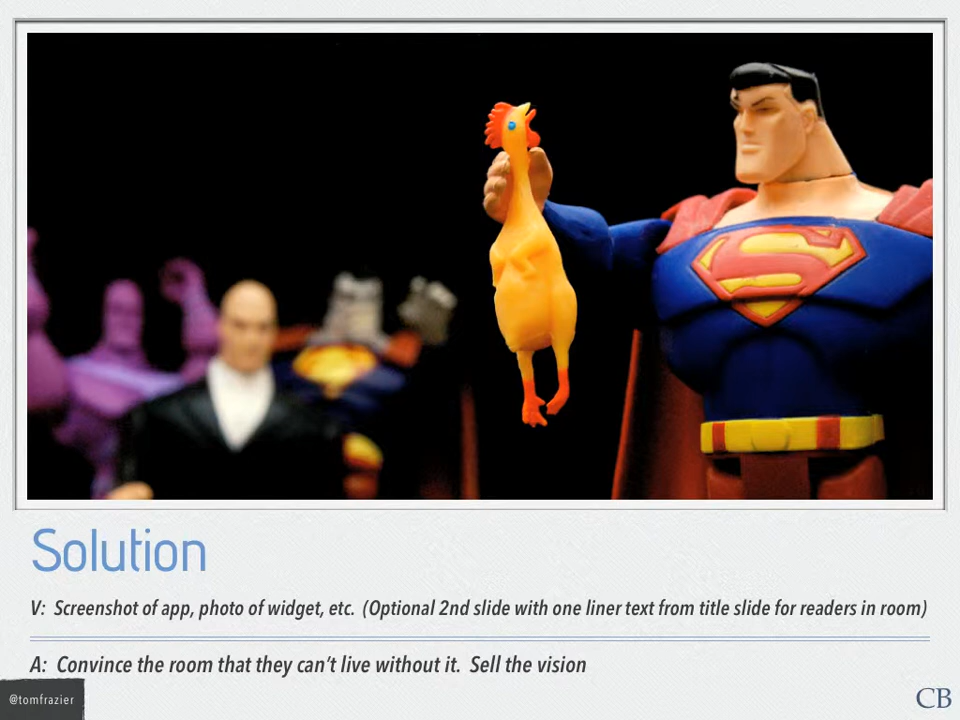 Solution
V: Screenshot of app, photo of widget, etc. (Optional 2nd slide with one liner text from title slide for readers in room)
A: Convince the room that they can’t live without it. Sell the vision
@tomfrazier
CB